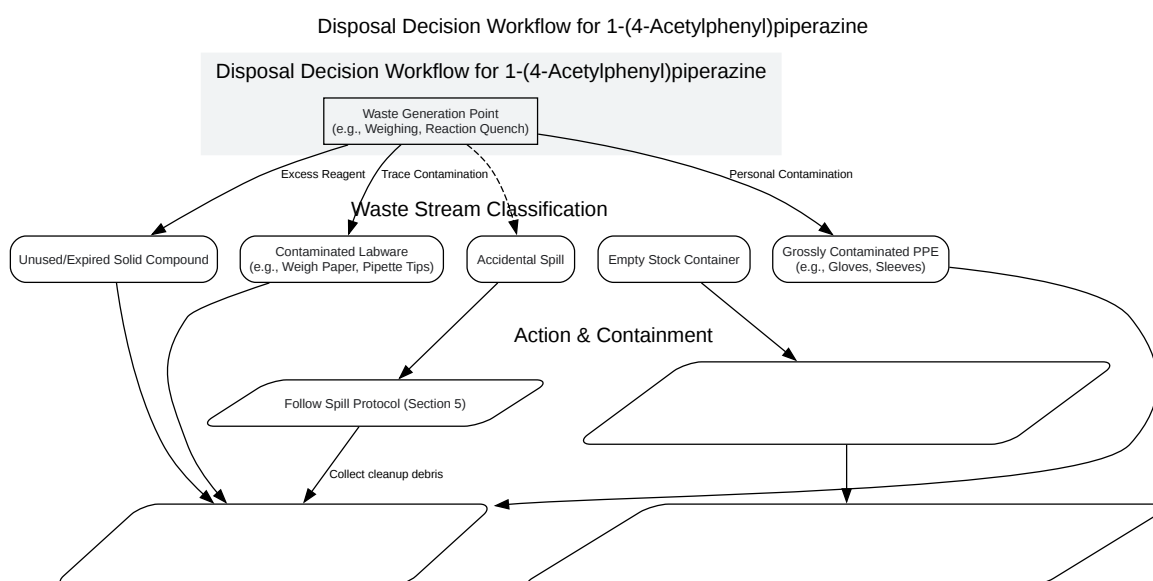 Disposal Decision Workflow for 1-(4-Acetylphenyl)piperazine
Disposal Decision Workflow for 1-(4-Acetylphenyl)piperazine
Waste Generation Point
(e.g., Weighing, Reaction Quench)
Excess Reagent
Trace Contamination
Personal Contamination
Waste Stream Classification
Unused/Expired Solid Compound
Contaminated Labware
(e.g., Weigh Paper, Pipette Tips)
Accidental Spill
Empty Stock Container
Grossly Contaminated PPE
(e.g., Gloves, Sleeves)
Action & Containment
Follow Spill Protocol (Section 5)
Collect cleanup debris